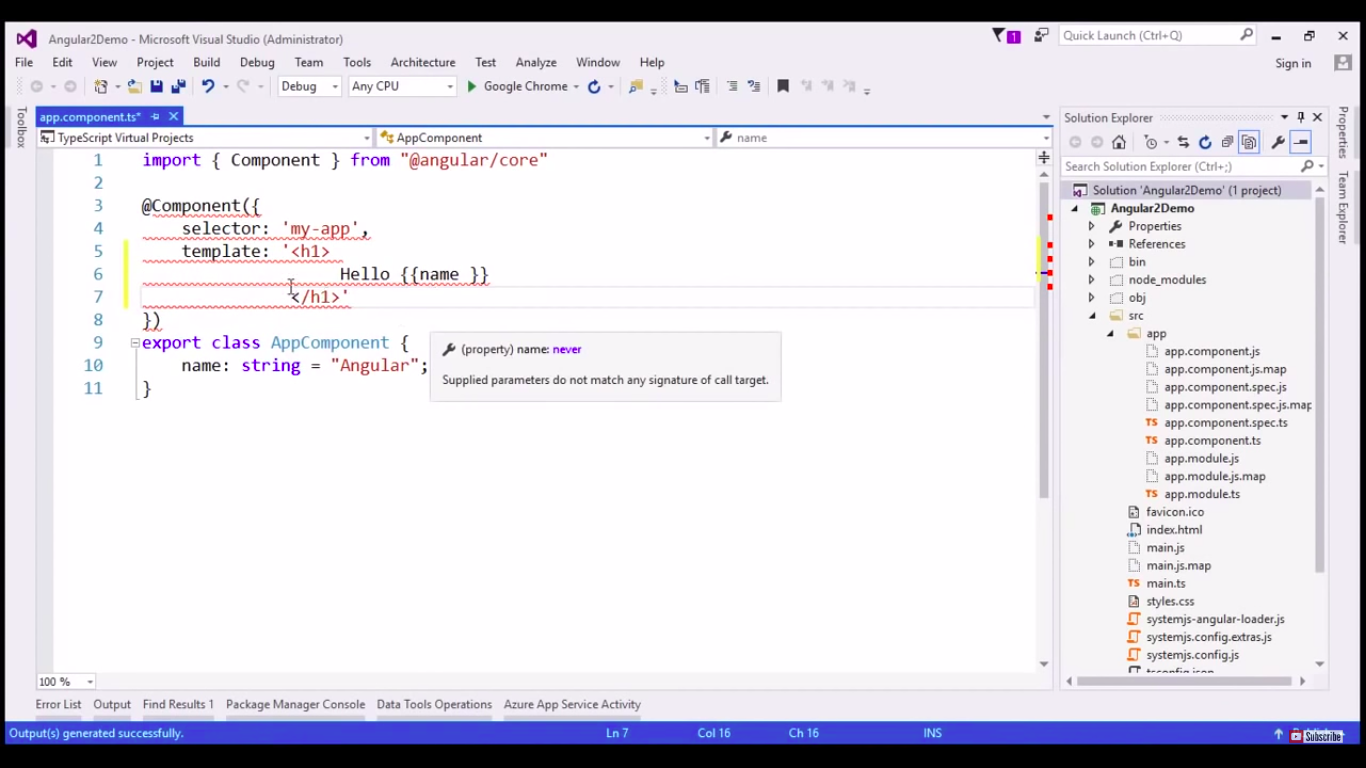 Angular2Demo - Microsoft Visual Studio (Administrator)
1
Quick Launch (Ctrl+Q)
File Edit View Project Build Debug Team Tools Architecture Test Analyze Window Help
Sign in
Debug Any CPU Google Chrome
Toolbox
app.component.ts*
TypeScript Virtual Projects AppComponent name
1 import { Component } from "@angular/core"
2
3 @Component({
4 selector: 'my-app',
5 template: '<h1>
6 Hello {{name }}
7 </h1>'
8 })
9 export class AppComponent {
10 name: string = "Angular";
11 }
(property) name: never
Supplied parameters do not match any signature of call target.
100 %
Solution Explorer
Search Solution Explorer (Ctrl+;)
Solution 'Angular2Demo' (1 project)
Angular2Demo
Properties
References
bin
node_modules
obj
src
app
app.component.js
app.component.js.map
app.component.spec.js
app.component.spec.js.map
app.component.spec.ts
app.component.ts
app.module.js
app.module.js.map
app.module.ts
favicon.ico
index.html
main.js
main.js.map
main.ts
styles.css
systemjs-angular-loader.js
systemjs.config.extras.js
systemjs.config.js
tsconfig.json
Properties
Team Explorer
Error List Output Find Results 1 Package Manager Console Data Tools Operations Azure App Service Activity
Output(s) generated successfully. Ln 7 Col 16 Ch 16 INS
Subscribe